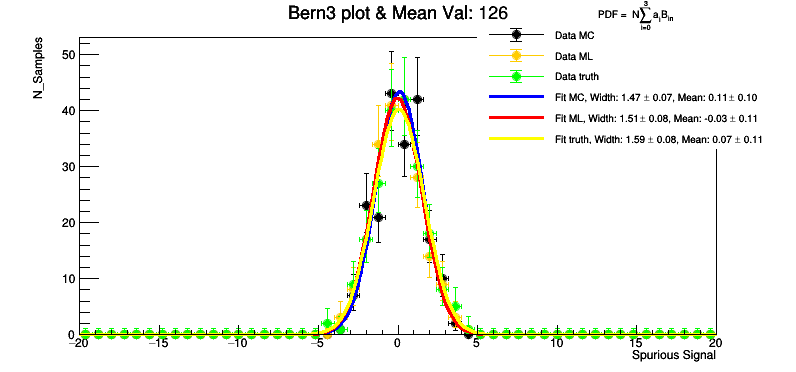 Bern3 plot & Mean Val: 126
PDF = N∑ᵢ₌₀³ aᵢBᵢₙ
Data MC
Data ML
Data truth
Fit MC, Width: 1.47 ± 0.07, Mean: 0.11± 0.10
Fit ML, Width: 1.51 ± 0.08, Mean: -0.03 ± 0.11
Fit truth, Width: 1.59 ± 0.08, Mean: 0.07 ± 0.11
N_Samples
50
40
30
20
10
0
−20 −15 −10 −5 0 5 10 15 20
Spurious Signal